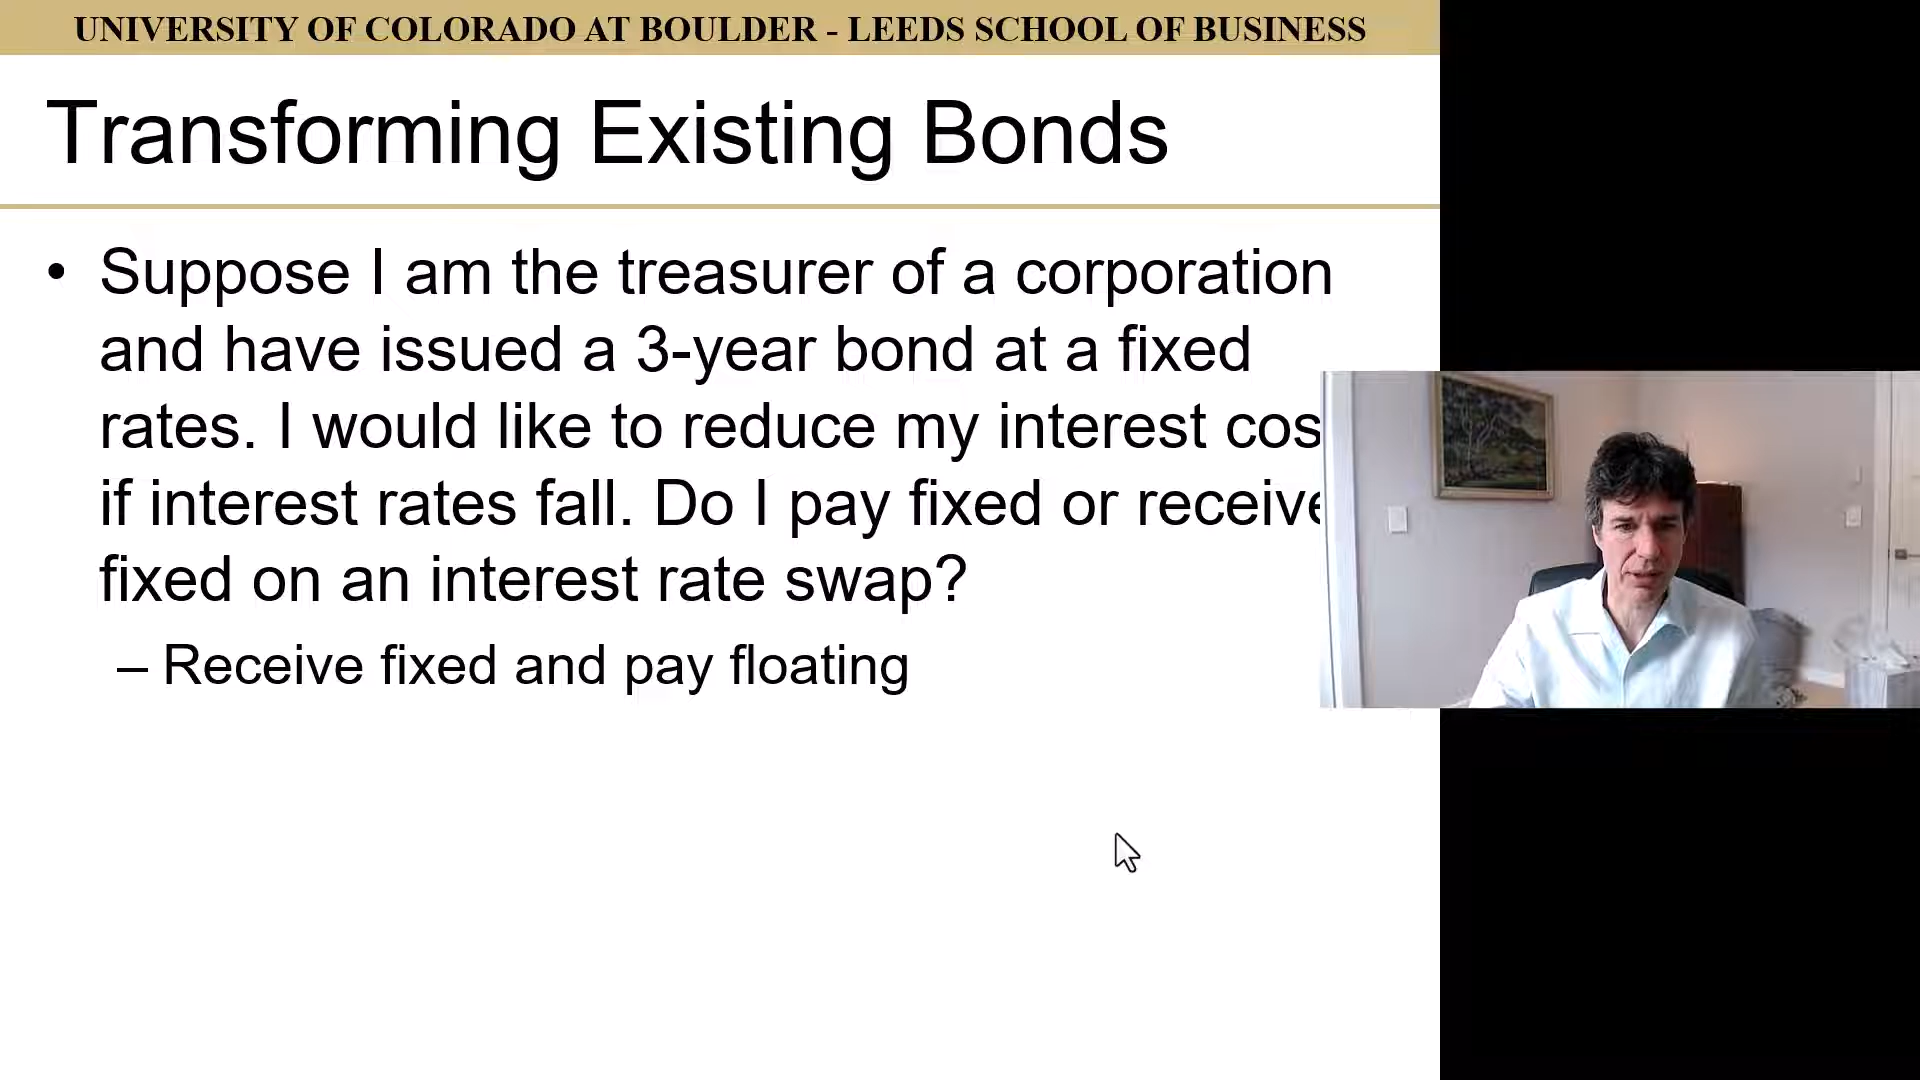 UNIVERSITY OF COLORADO AT BOULDER - LEEDS SCHOOL OF BUSINESS
Transforming Existing Bonds
• Suppose I am the treasurer of a corporation
and have issued a 3-year bond at a fixed
rates. I would like to reduce my interest cos
if interest rates fall. Do I pay fixed or receive
fixed on an interest rate swap?
– Receive fixed and pay floating